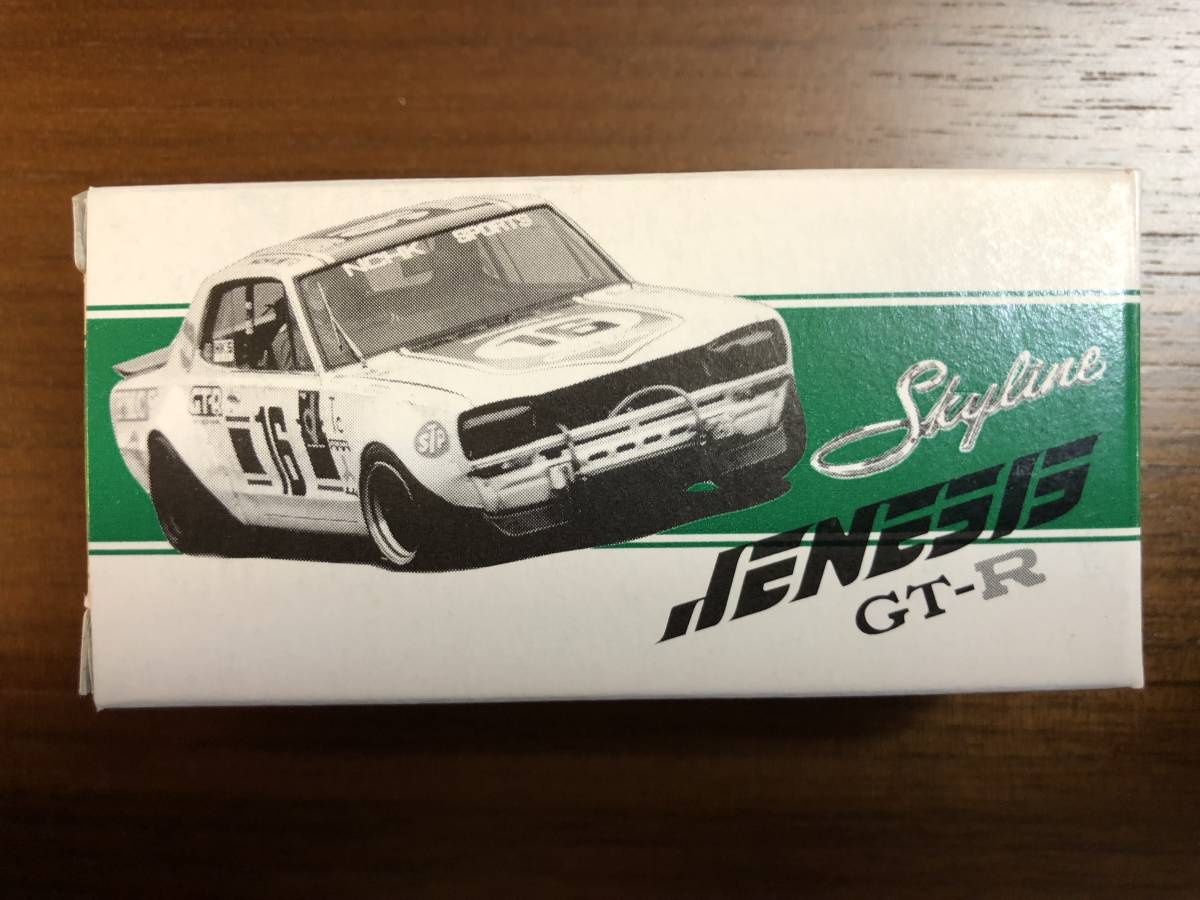 NCHK SPORTS
16
GT-R
16
STP
Skyline
JENESIS
GT-R